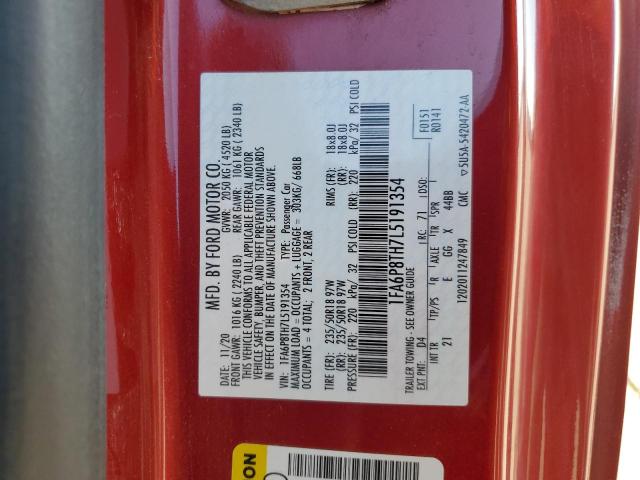 MFD. BY FORD MOTOR CO.
DATE: 11/20 GVWR: 2050 KG ( 4520 LB)
FRONT GAWR: 1016 KG ( 2240 LB) REAR GAWR: 1061 KG ( 2340 LB)
THIS VEHICLE CONFORMS TO ALL APPLICABLE FEDERAL MOTOR
VEHICLE SAFETY, BUMPER, AND THEFT PREVENTION STANDARDS
IN EFFECT ON THE DATE OF MANUFACTURE SHOWN ABOVE.
VIN: 1FA6P8TH7L5191354 TYPE: Passenger Car
MAXIMUM LOAD = OCCUPANTS + LUGGAGE = 303KG/ 668LB
OCCUPANTS = 4 TOTAL; 2 FRONT, 2 REAR
TIRE (FR): 235/50R18 97W RIMS (FR): 18x8.0J
(RR): 235/50R18 97W (RR): 18x8.0J
PRESSURE (FR): 220 kPa/ 32 PSI COLD (RR): 220 kPa/ 32 PSI COLD
1FA6P8TH7L5191354
TRAILER TOWING - SEE OWNER GUIDE
F0151
R0141
EXT PNT: D4 RC: 71 DSO:
INT TR TP/PS R AXLE TR SPR
21 E GG X 44BB
1202011247849 CMC ▽5U5A-5420472-AA
ON